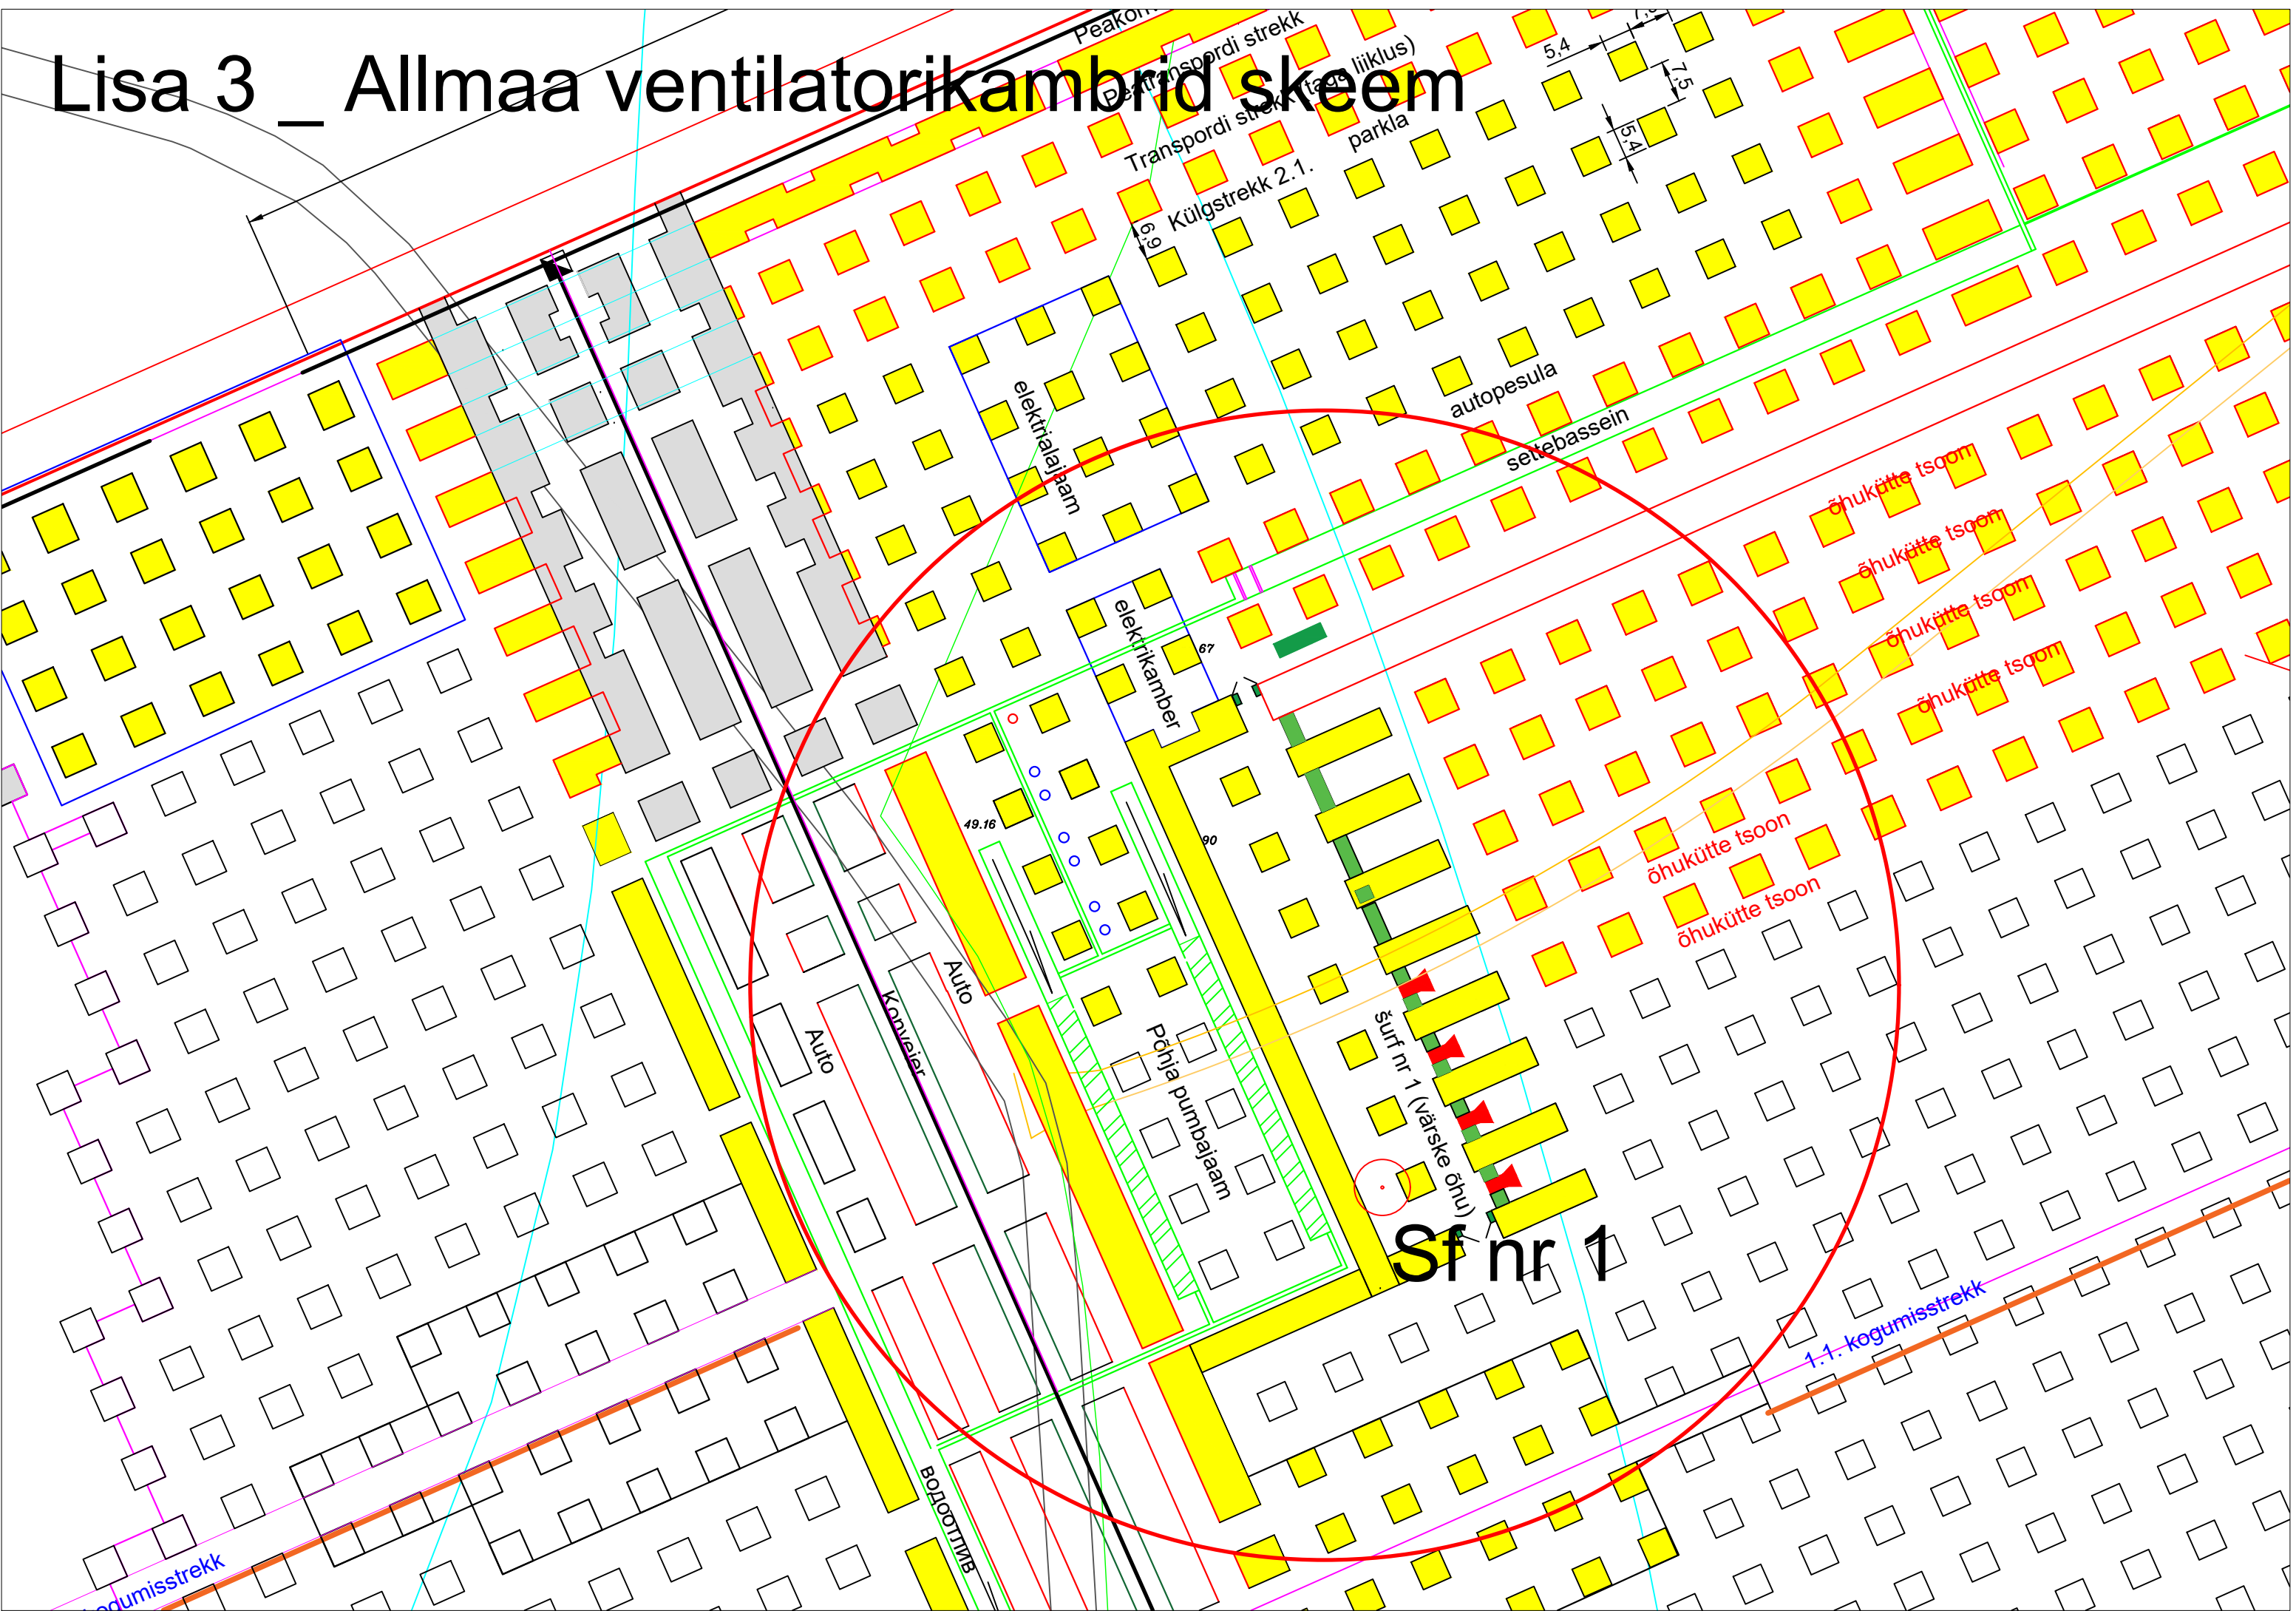 Lisa 3 _ Allmaa ventilatorikambrid skeem
Peatranspordi strekk
Transpordi strekk (taga liiklus)
parkla
Külgstrekk 2.1.
5,4
7,5
5,4
6,9
elektrialajaam
autopesula
settebassein
elektrikamber
67
õhukütte tsoon
õhukütte tsoon
õhukütte tsoon
õhukütte tsoon
õhukütte tsoon
õhukütte tsoon
49.16
90
Auto
Konveier
Auto
Põhja pumbajaam
šurf nr 1 (värske õhu)
Sf nr 1
1.1. kogumisstrekk
водоотлив
kogumisstrekk